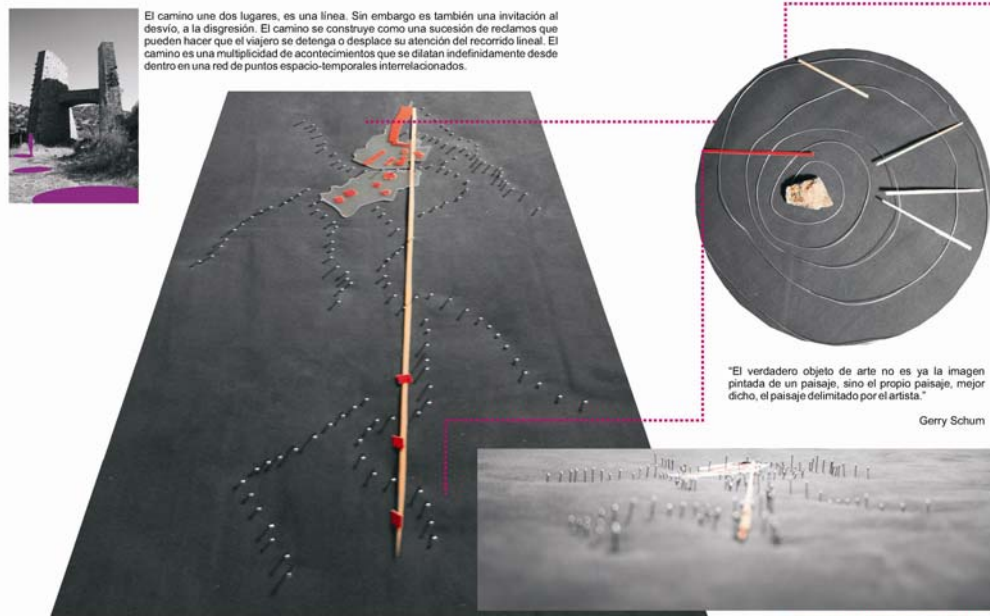 El camino une dos lugares, es una línea. Sin embargo es también una invitación al
desvío, a la disgresión. El camino se construye como una sucesión de reclamos que
pueden hacer que el viajero se detenga o desplace su atención del recorrido lineal. El
camino es una multiplicidad de acontecimientos que se dilatan indefinidamente desde
dentro en una red de puntos espacio-temporales interrelacionados.
"El verdadero objeto de arte no es ya la imagen
pintada de un paisaje, sino el propio paisaje, mejor
dicho, el paisaje delimitado por el artista."
Gerry Schum